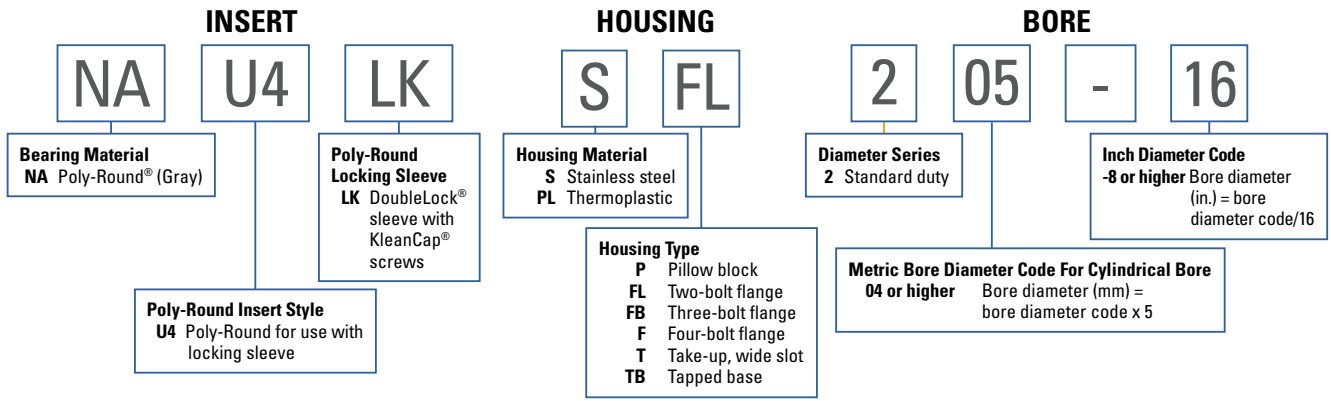 INSERT
HOUSING
BORE
NA
U4
LK
S
FL
2
05
-
16
Bearing Material
NA Poly-Round® (Gray)
Poly-Round
Locking Sleeve
LK DoubleLock®
sleeve with
KleanCap®
screws
Poly-Round Insert Style
U4 Poly-Round for use with
locking sleeve
Housing Material
S Stainless steel
PL Thermoplastic
Housing Type
P Pillow block
FL Two-bolt flange
FB Three-bolt flange
F Four-bolt flange
T Take-up, wide slot
TB Tapped base
Diameter Series
2 Standard duty
Metric Bore Diameter Code For Cylindrical Bore
04 or higher Bore diameter (mm) =
bore diameter code x 5
Inch Diameter Code
-8 or higher Bore diameter
(in.) = bore
diameter code/16